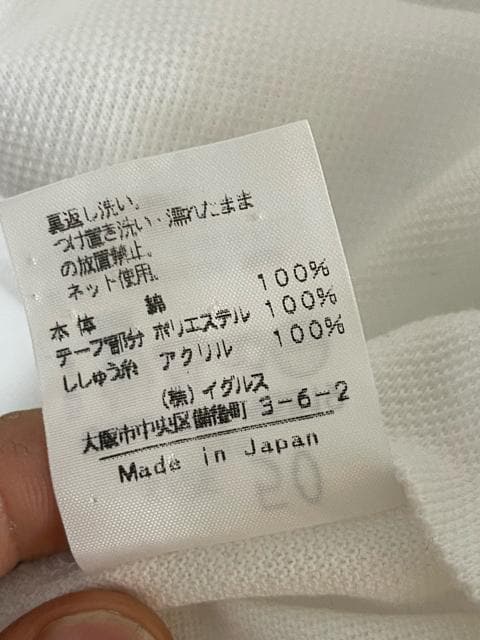 裏返し洗い。
つけ置き洗い・濡れたまま
の放置禁止。
ネット使用。
本体 綿 100%
テープ部分 ポリエステル 100%
ししゅう糸 アクリル 100%
(株)イグルス
大阪市中央区備後町 3-6-2
Made in Japan